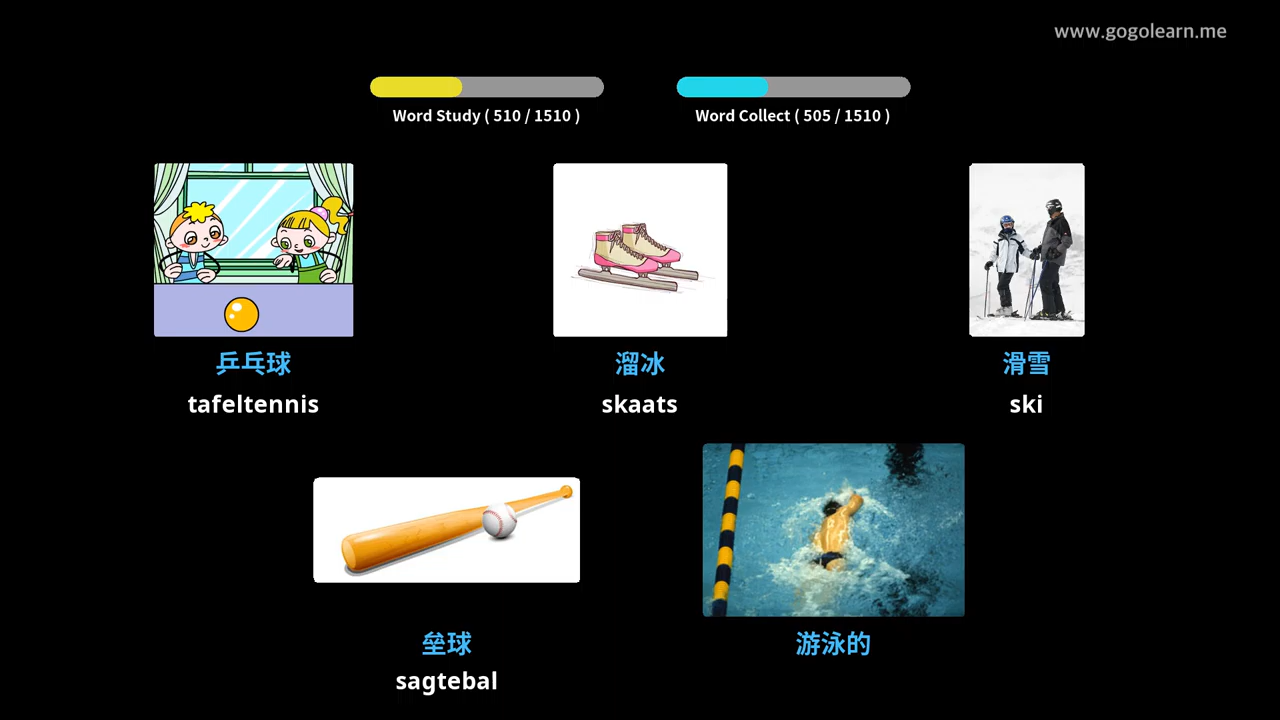 www.gogolearn.me
Word Study ( 510 / 1510 )
Word Collect ( 505 / 1510 )
乒乓球
tafeltennis
溜冰
skaats
滑雪
ski
垒球
sagtebal
游泳的